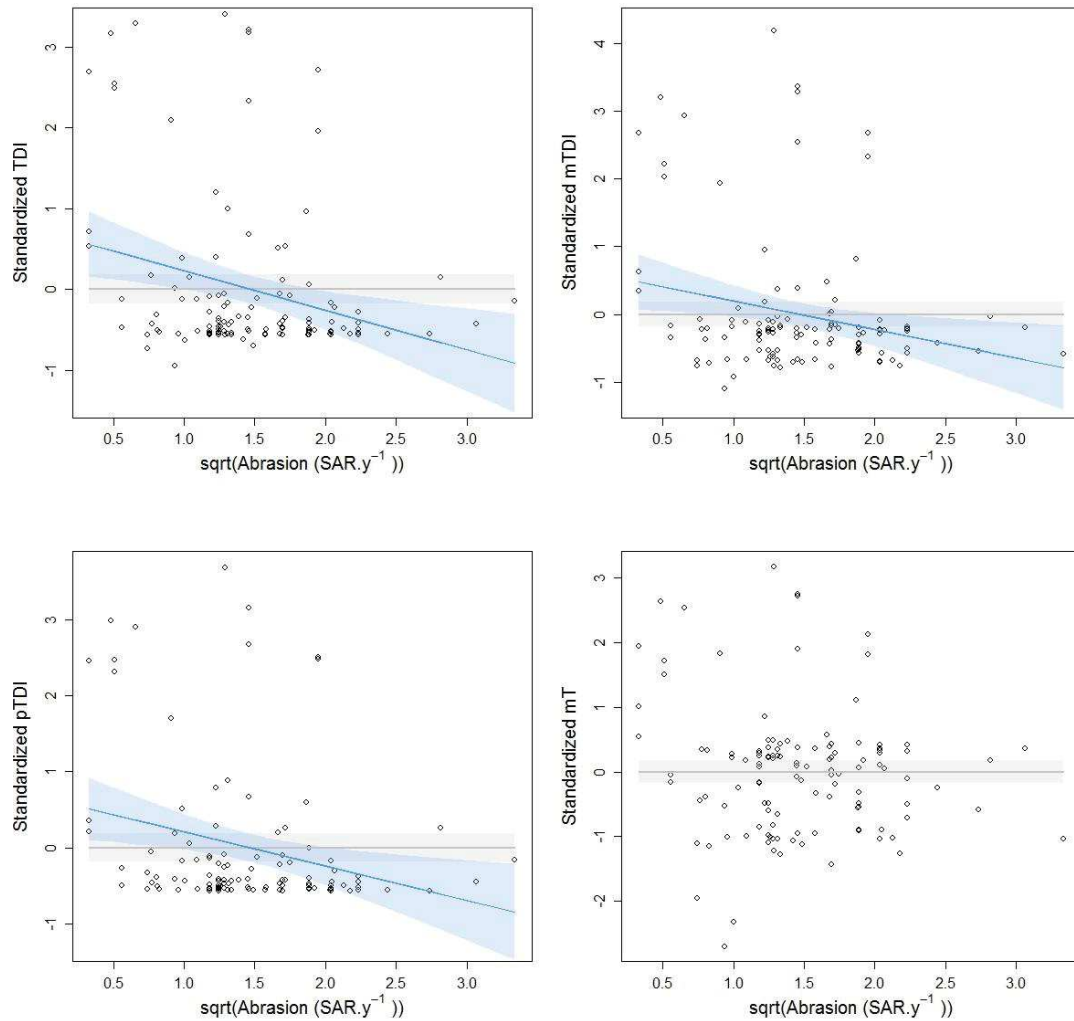 Standardized TDI
3
2
1
0
-1
0.5 1.0 1.5 2.0 2.5 3.0
sqrt(Abrasion (SAR.y⁻¹ ))
Standardized mTDI
4
3
2
1
0
-1
0.5 1.0 1.5 2.0 2.5 3.0
sqrt(Abrasion (SAR.y⁻¹ ))
Standardized pTDI
3
2
1
0
-1
0.5 1.0 1.5 2.0 2.5 3.0
sqrt(Abrasion (SAR.y⁻¹ ))
Standardized mT
3
2
1
0
-1
-2
0.5 1.0 1.5 2.0 2.5 3.0
sqrt(Abrasion (SAR.y⁻¹ ))